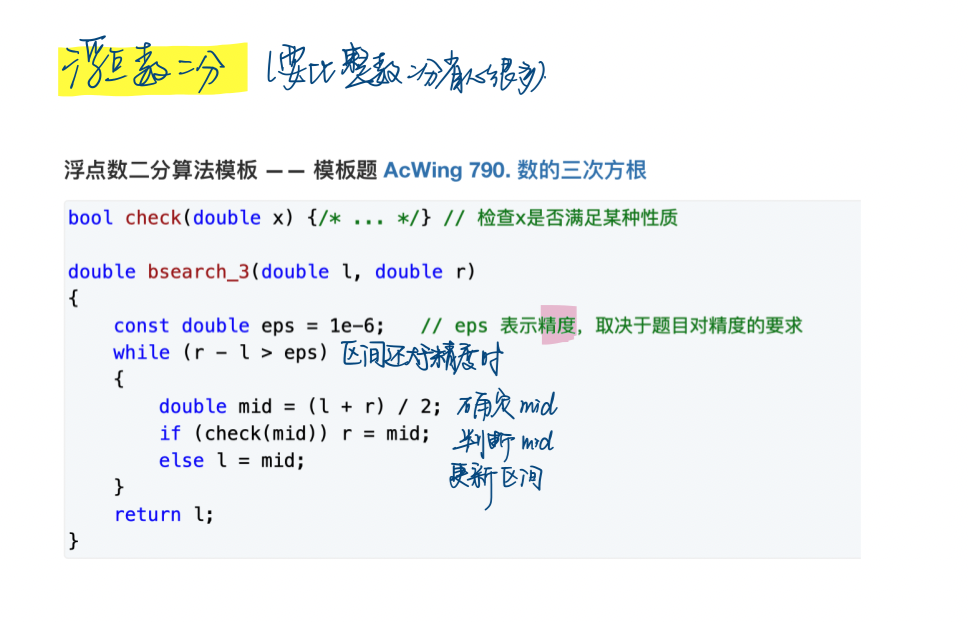 浮点数二分 (要比整数二分省心很多)
浮点数二分算法模板 —— 模板题 AcWing 790. 数的三次方根
bool check(double x) {/* ... */} // 检查x是否满足某种性质
double bsearch_3(double l, double r)
{
const double eps = 1e-6; // eps 表示精度，取决于题目对精度的要求
while (r - l > eps) 区间还大于精度时
{
double mid = (l + r) / 2; 确定mid
if (check(mid)) r = mid; 判断mid
else l = mid; 更新区间
}
return l;
}